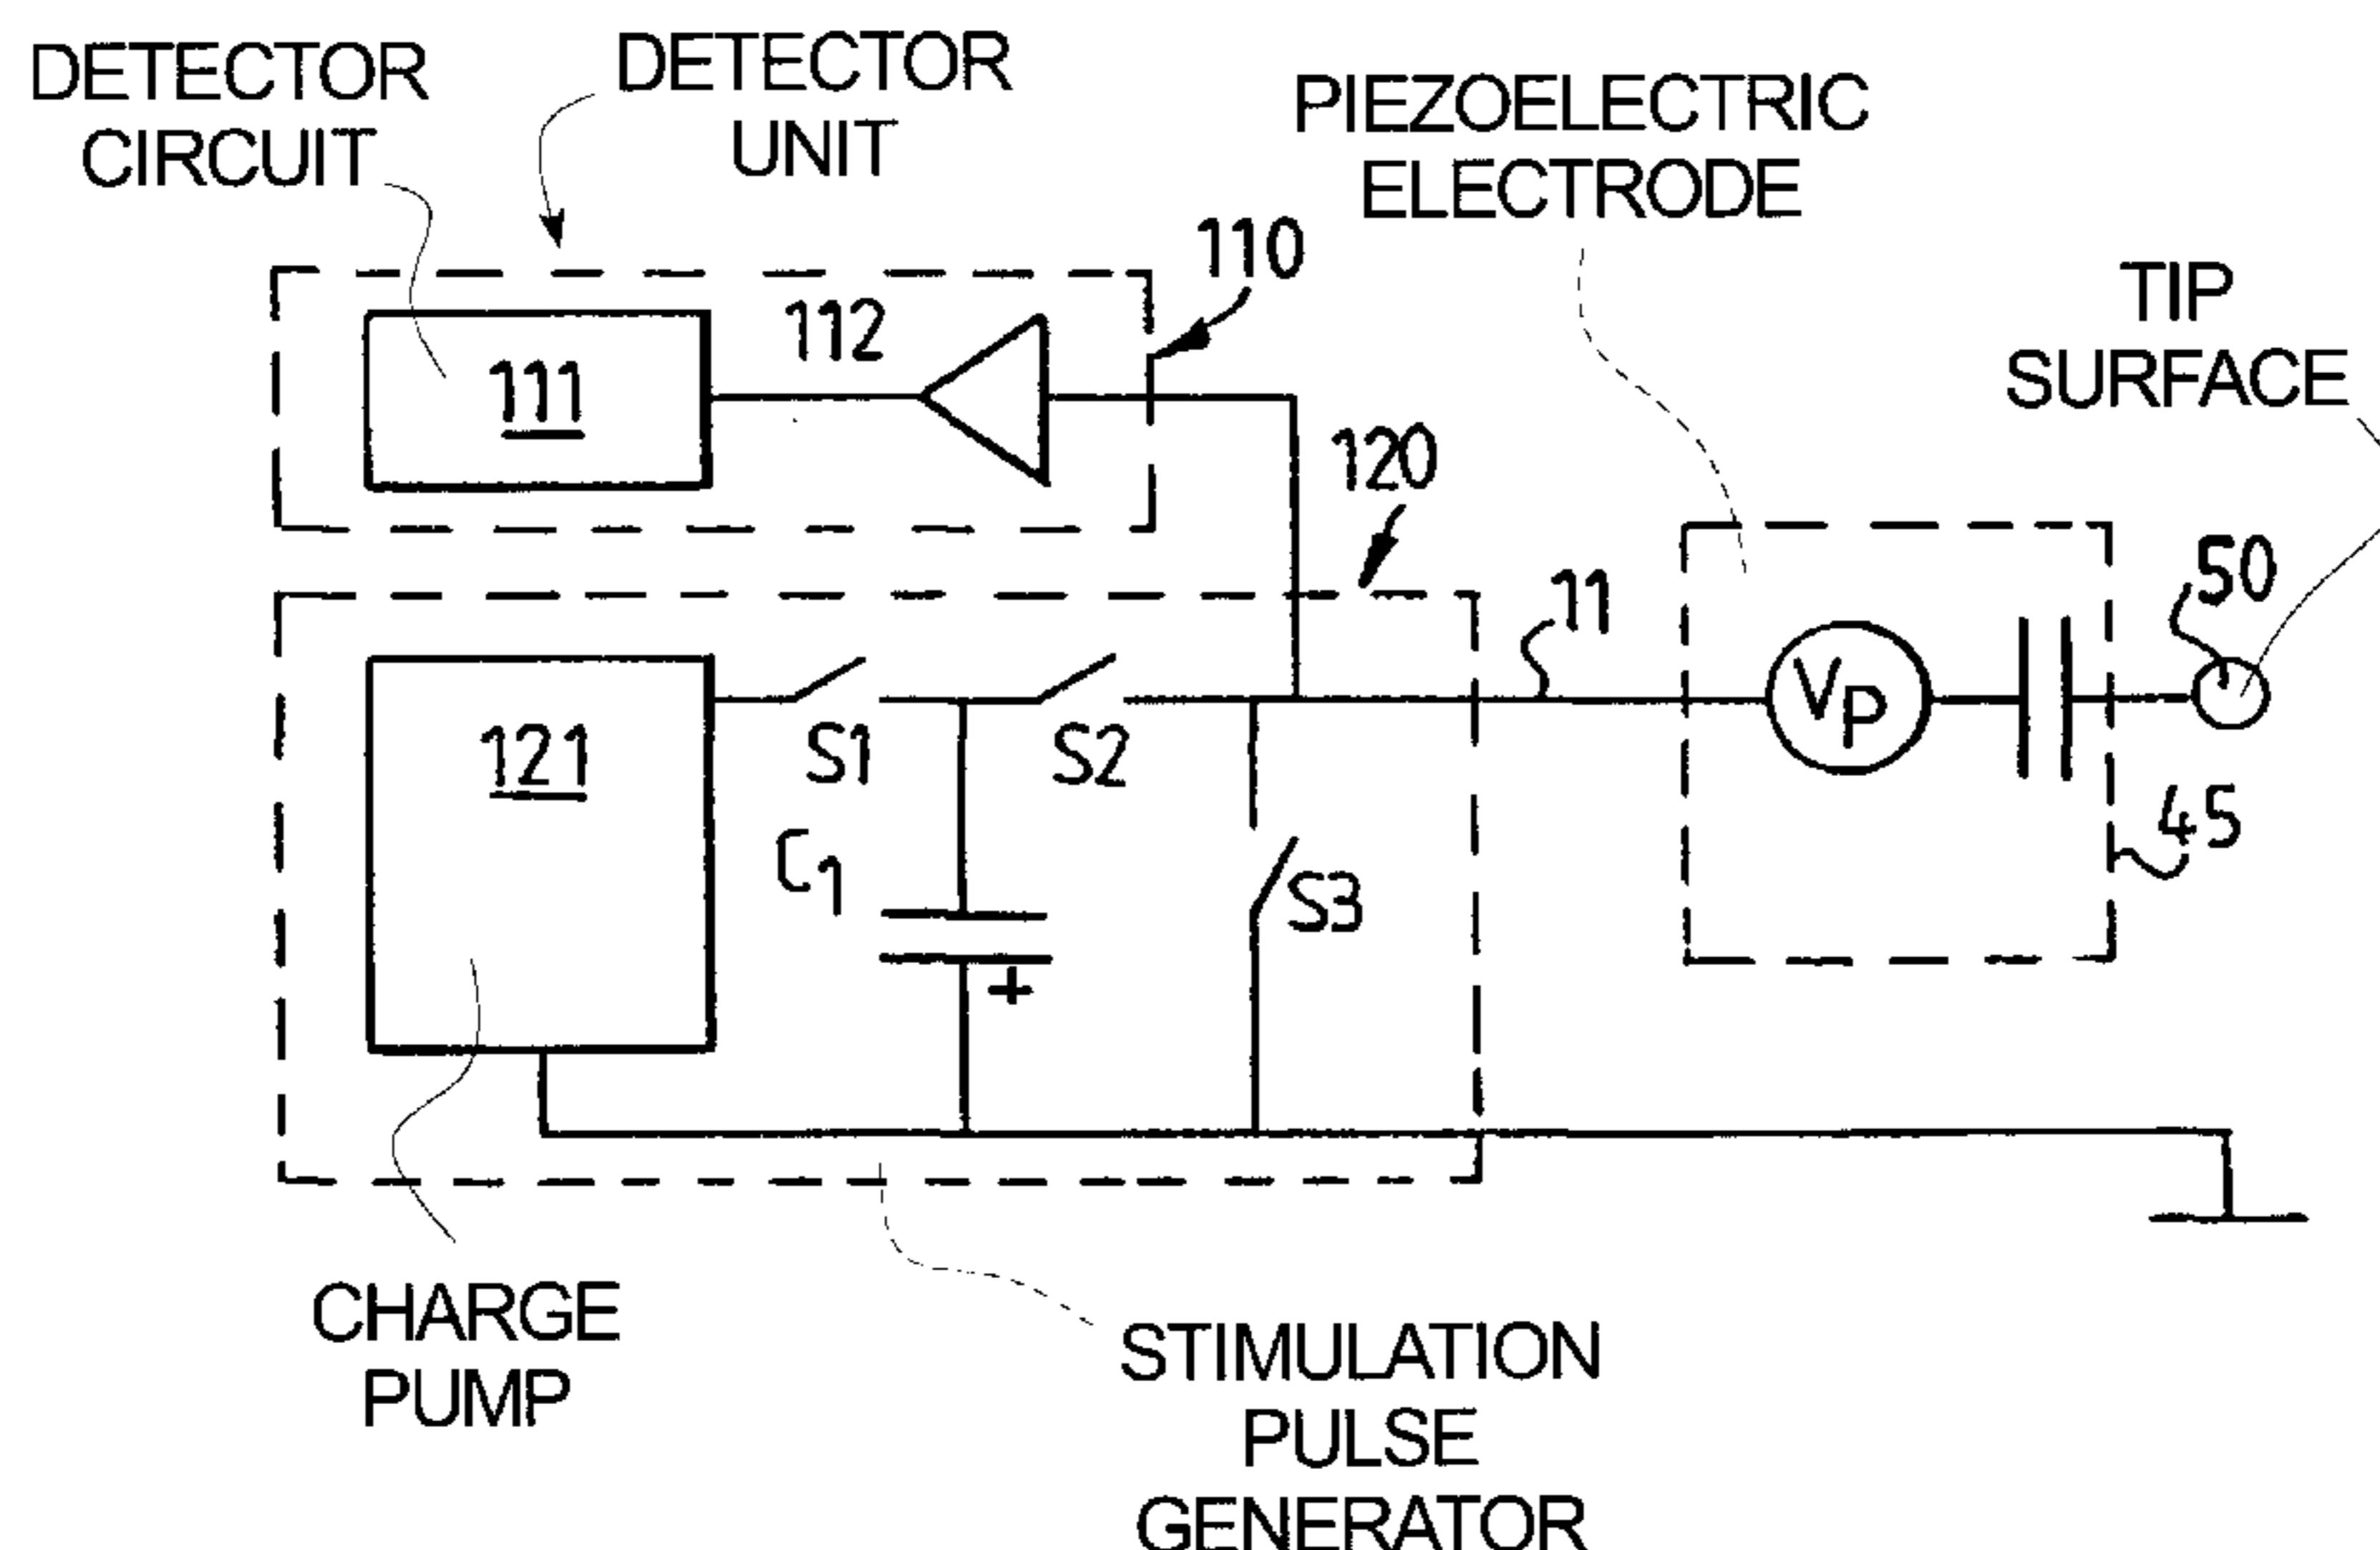 DETECTOR
CIRCUIT
DETECTOR
UNIT
PIEZOELECTRIC
ELECTRODE
TIP
SURFACE
110
112
111
120
11
50
VP
45
121
S1
S2
C1
S3
+
CHARGE
PUMP
STIMULATION
PULSE
GENERATOR